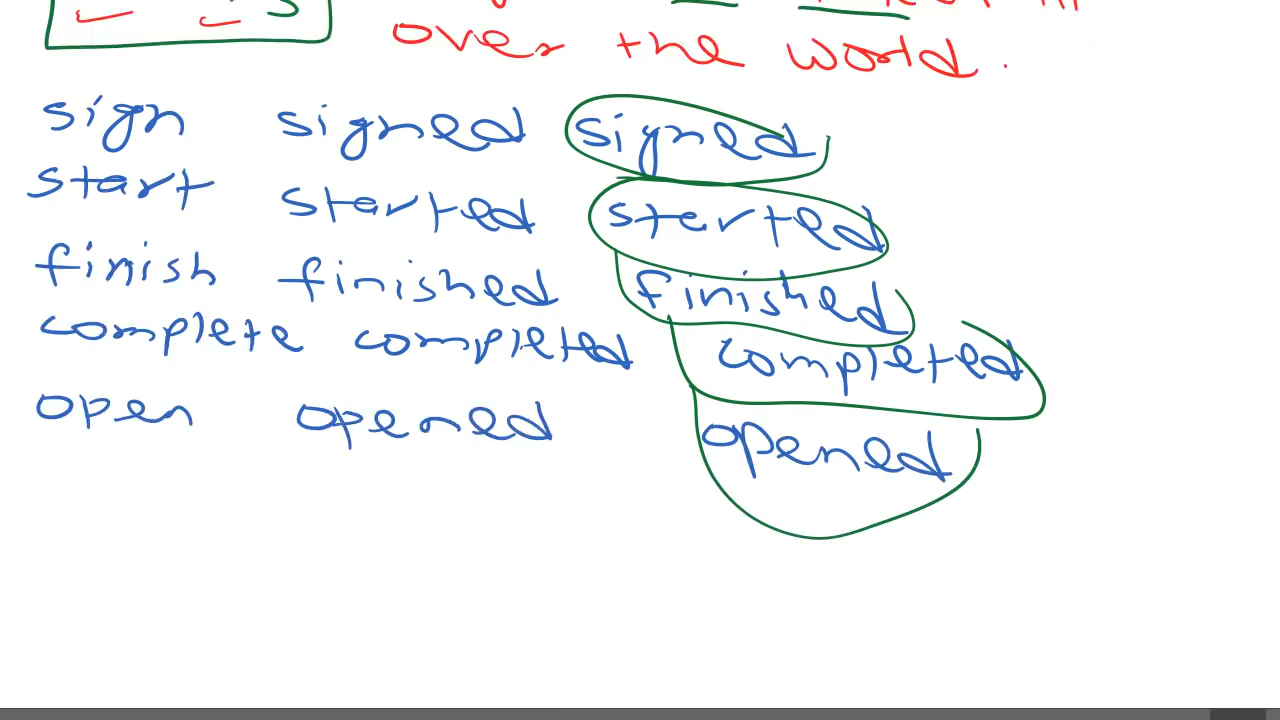 over the world.
sign signed signed
start started started
finish finished finished
complete completed completed
open opened opened